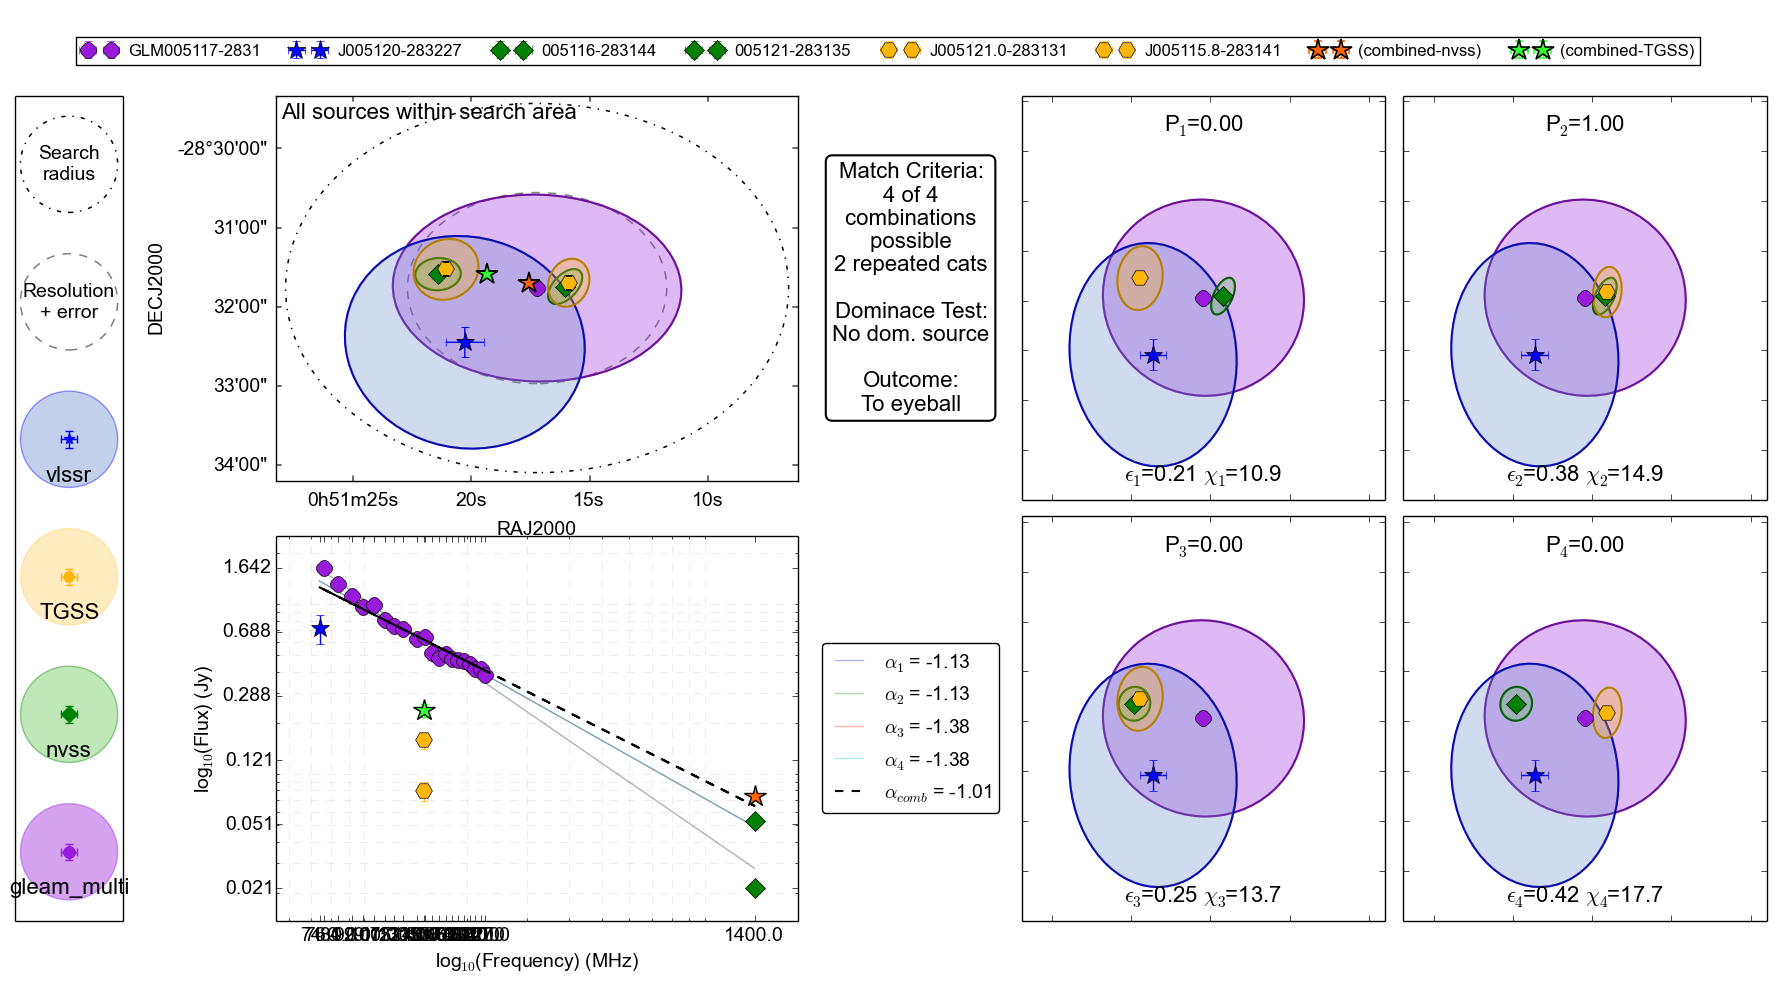 GLM005117-2831 J005120-283227 005116-283144 005121-283135 J005121.0-283131 J005115.8-283141 (combined-nvss) (combined-TGSS)
Search
radius
Resolution
+ error
vlssr
TGSS
nvss
gleam_multi
All sources within search area
DECJ2000
-28°30'00"
31'00"
32'00"
33'00"
34'00"
0h51m25s 20s 15s 10s
RAJ2000
log10(Flux) (Jy)
1.642
0.688
0.288
0.121
0.051
0.021
1400.0
log10(Frequency) (MHz)
Match Criteria:
4 of 4
combinations
possible
2 repeated cats
Dominace Test:
No dom. source
Outcome:
To eyeball
α1 = -1.13
α2 = -1.13
α3 = -1.38
α4 = -1.38
αcomb = -1.01
P1=0.00
ϵ1=0.21 χ1=10.9
P2=1.00
ϵ2=0.38 χ2=14.9
P3=0.00
ϵ3=0.25 χ3=13.7
P4=0.00
ϵ4=0.42 χ4=17.7